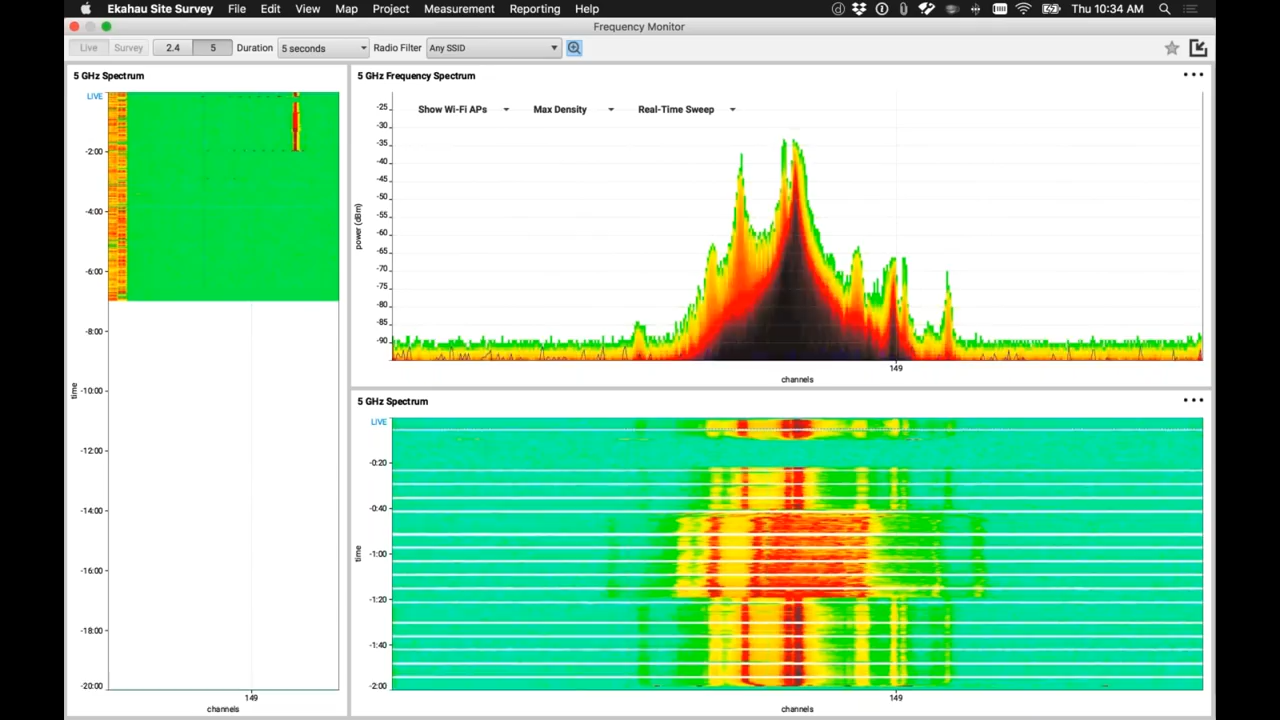 Ekahau Site Survey File Edit View Map Project Measurement Reporting Help Thu 10:34 AM
Frequency Monitor
Live Survey 2.4 5 Duration 5 seconds Radio Filter Any SSID
5 GHz Spectrum
LIVE
-2:00
-4:00
-6:00
-8:00
-10:00
-12:00
-14:00
-16:00
-18:00
-20:00
time
149
channels
5 GHz Frequency Spectrum
Show Wi-Fi APs Max Density Real-Time Sweep
-25
-30
-35
-40
-45
-50
-55
-60
-65
-70
-75
-80
-85
-90
power (dBm)
149
channels
5 GHz Spectrum
LIVE
-0:20
-0:40
-1:00
-1:20
-1:40
-2:00
time
149
channels